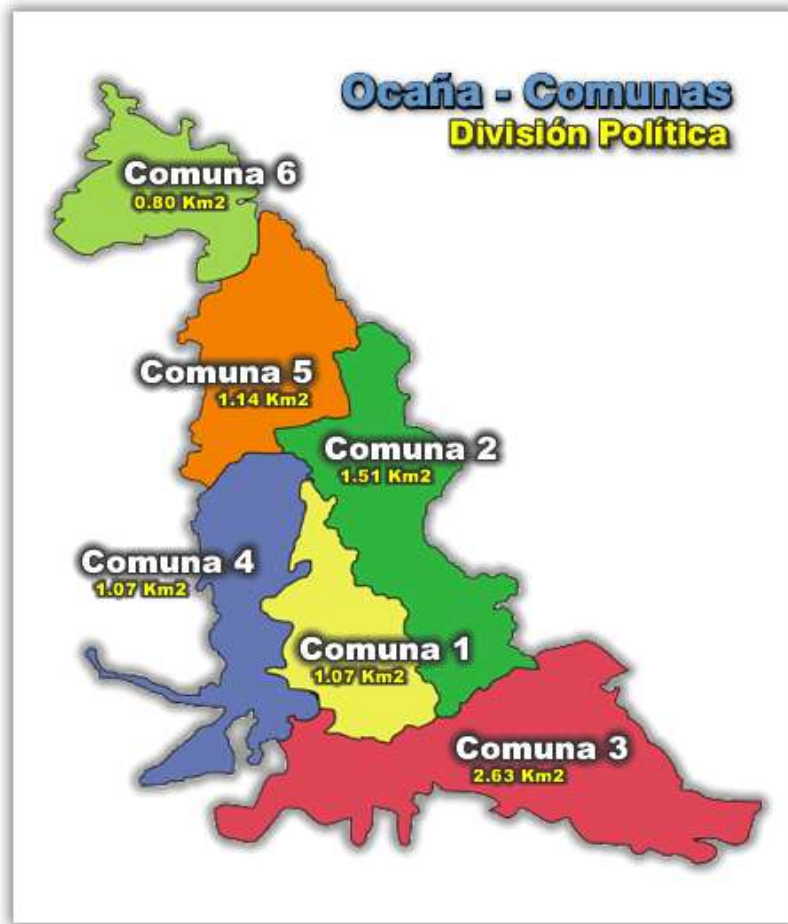 Ocaña - Comunas
División Política
Comuna 6
0.80 Km2
Comuna 5
1.14 Km2
Comuna 2
1.51 Km2
Comuna 4
1.07 Km2
Comuna 1
1.07 Km2
Comuna 3
2.63 Km2